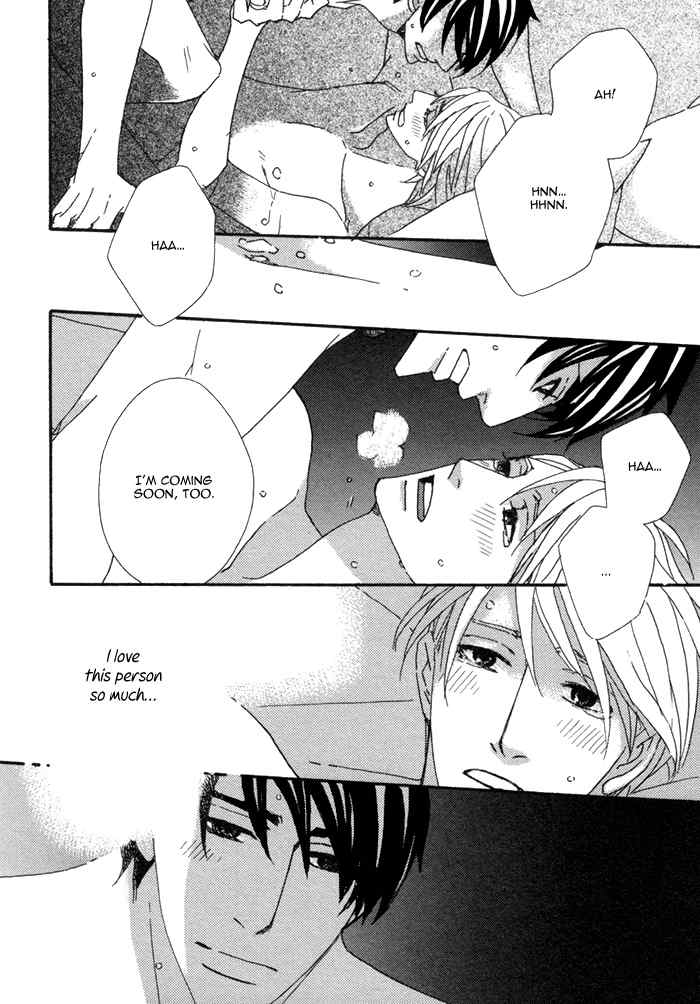 AH!
HNN...
HHNN.
HAA...
HAA...
...
I'M COMING
SOON, TOO.
I love
this person
so much...